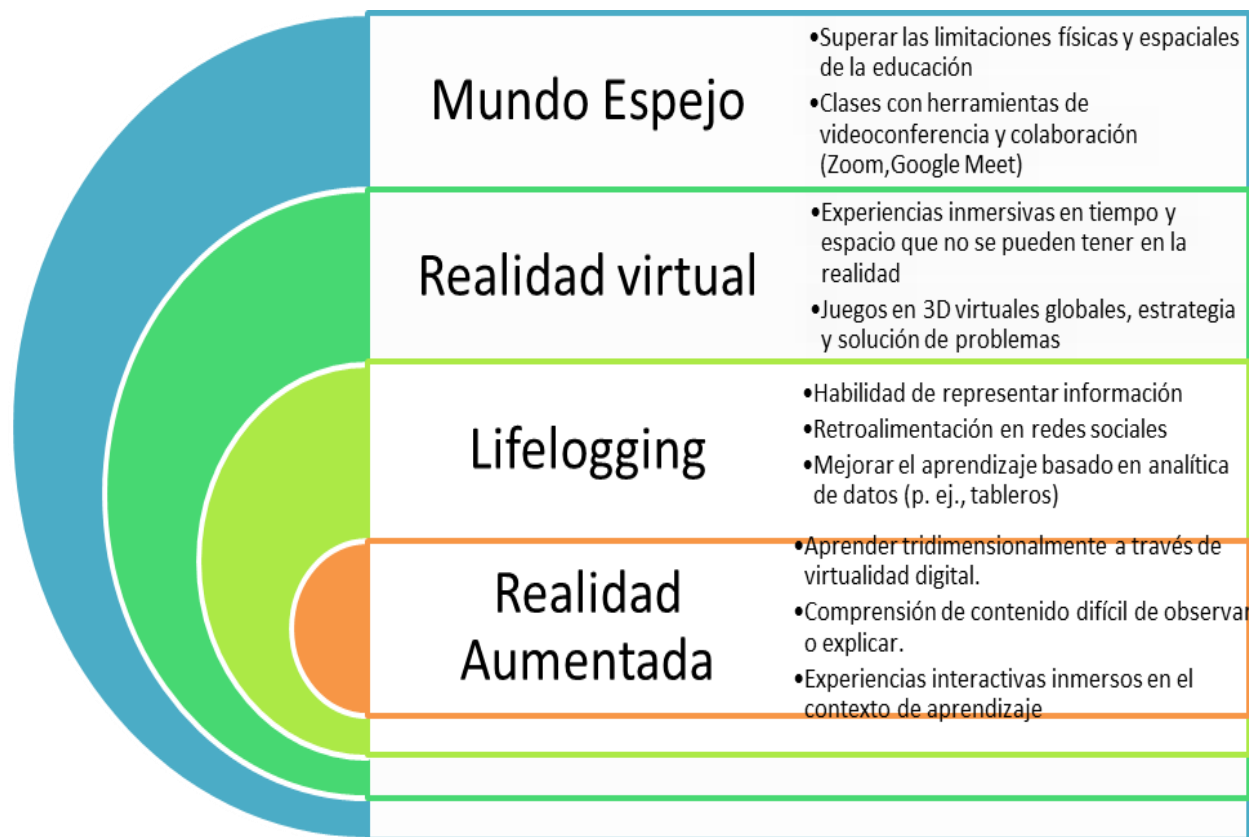 Mundo Espejo
•Superar las limitaciones físicas y espaciales
de la educación
•Clases con herramientas de
videoconferencia y colaboración
(Zoom,Google Meet)
Realidad virtual
•Experiencias inmersivas en tiempo y
espacio que no se pueden tener en la
realidad
•Juegos en 3D virtuales globales, estrategia
y solución de problemas
Lifelogging
•Habilidad de representar información
•Retroalimentación en redes sociales
•Mejorar el aprendizaje basado en analítica
de datos (p. ej., tableros)
Realidad
Aumentada
•Aprender tridimensionalmente a través de
virtualidad digital.
•Comprensión de contenido difícil de observar
o explicar.
•Experiencias interactivas inmersos en el
contexto de aprendizaje